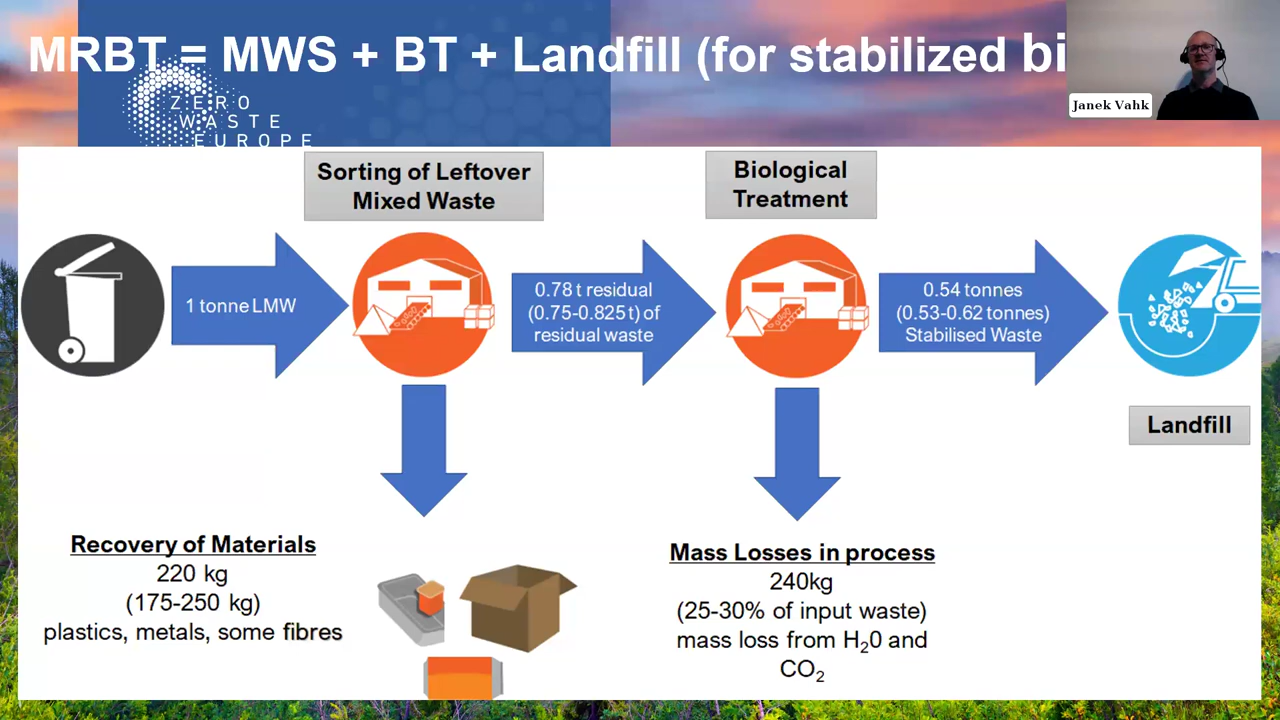 MRBT = MWS + BT + Landfill (for stabilized bi
Janek Vahk
ZERO
WASTE
EUROPE
Sorting of Leftover
Mixed Waste
Biological
Treatment
1 tonne LMW
0.78 t residual
(0.75-0.825 t) of
residual waste
0.54 tonnes
(0.53-0.62 tonnes)
Stabilised Waste
Landfill
Recovery of Materials
220 kg
(175-250 kg)
plastics, metals, some fibres
Mass Losses in process
240kg
(25-30% of input waste)
mass loss from H₂0 and
CO₂